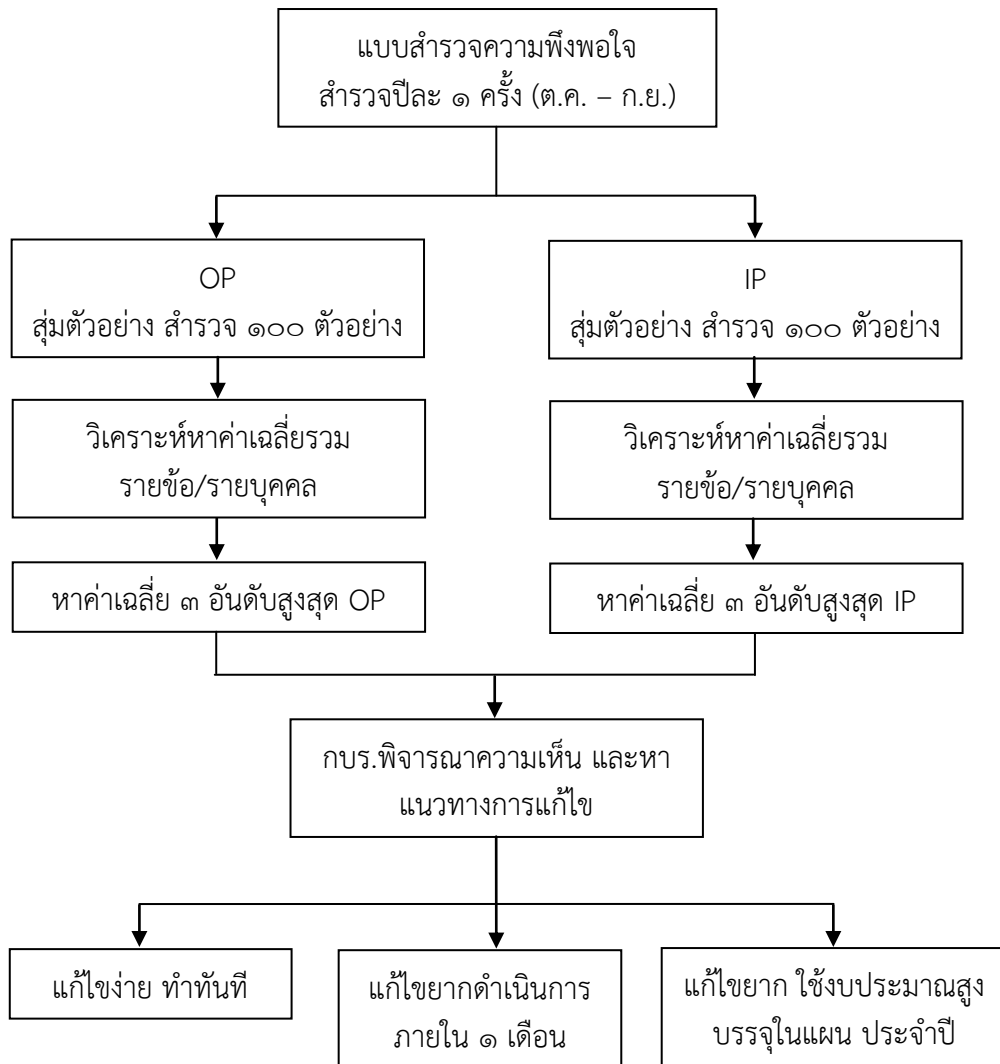 แบบสำรวจความพึงพอใจ
สำรวจปีละ ๑ ครั้ง (ต.ค. – ก.ย.)
OP
สุ่มตัวอย่าง สำรวจ ๑๐๐ ตัวอย่าง
IP
สุ่มตัวอย่าง สำรวจ ๑๐๐ ตัวอย่าง
วิเคราะห์หาค่าเฉลี่ยรวม
รายข้อ/รายบุคคล
วิเคราะห์หาค่าเฉลี่ยรวม
รายข้อ/รายบุคคล
หาค่าเฉลี่ย ๓ อันดับสูงสุด OP
หาค่าเฉลี่ย ๓ อันดับสูงสุด IP
กบร.พิจารณาความเห็น และหา
แนวทางการแก้ไข
แก้ไขง่าย ทำทันที
แก้ไขยากดำเนินการ
ภายใน ๑ เดือน
แก้ไขยาก ใช้งบประมาณสูง
บรรจุในแผน ประจำปี